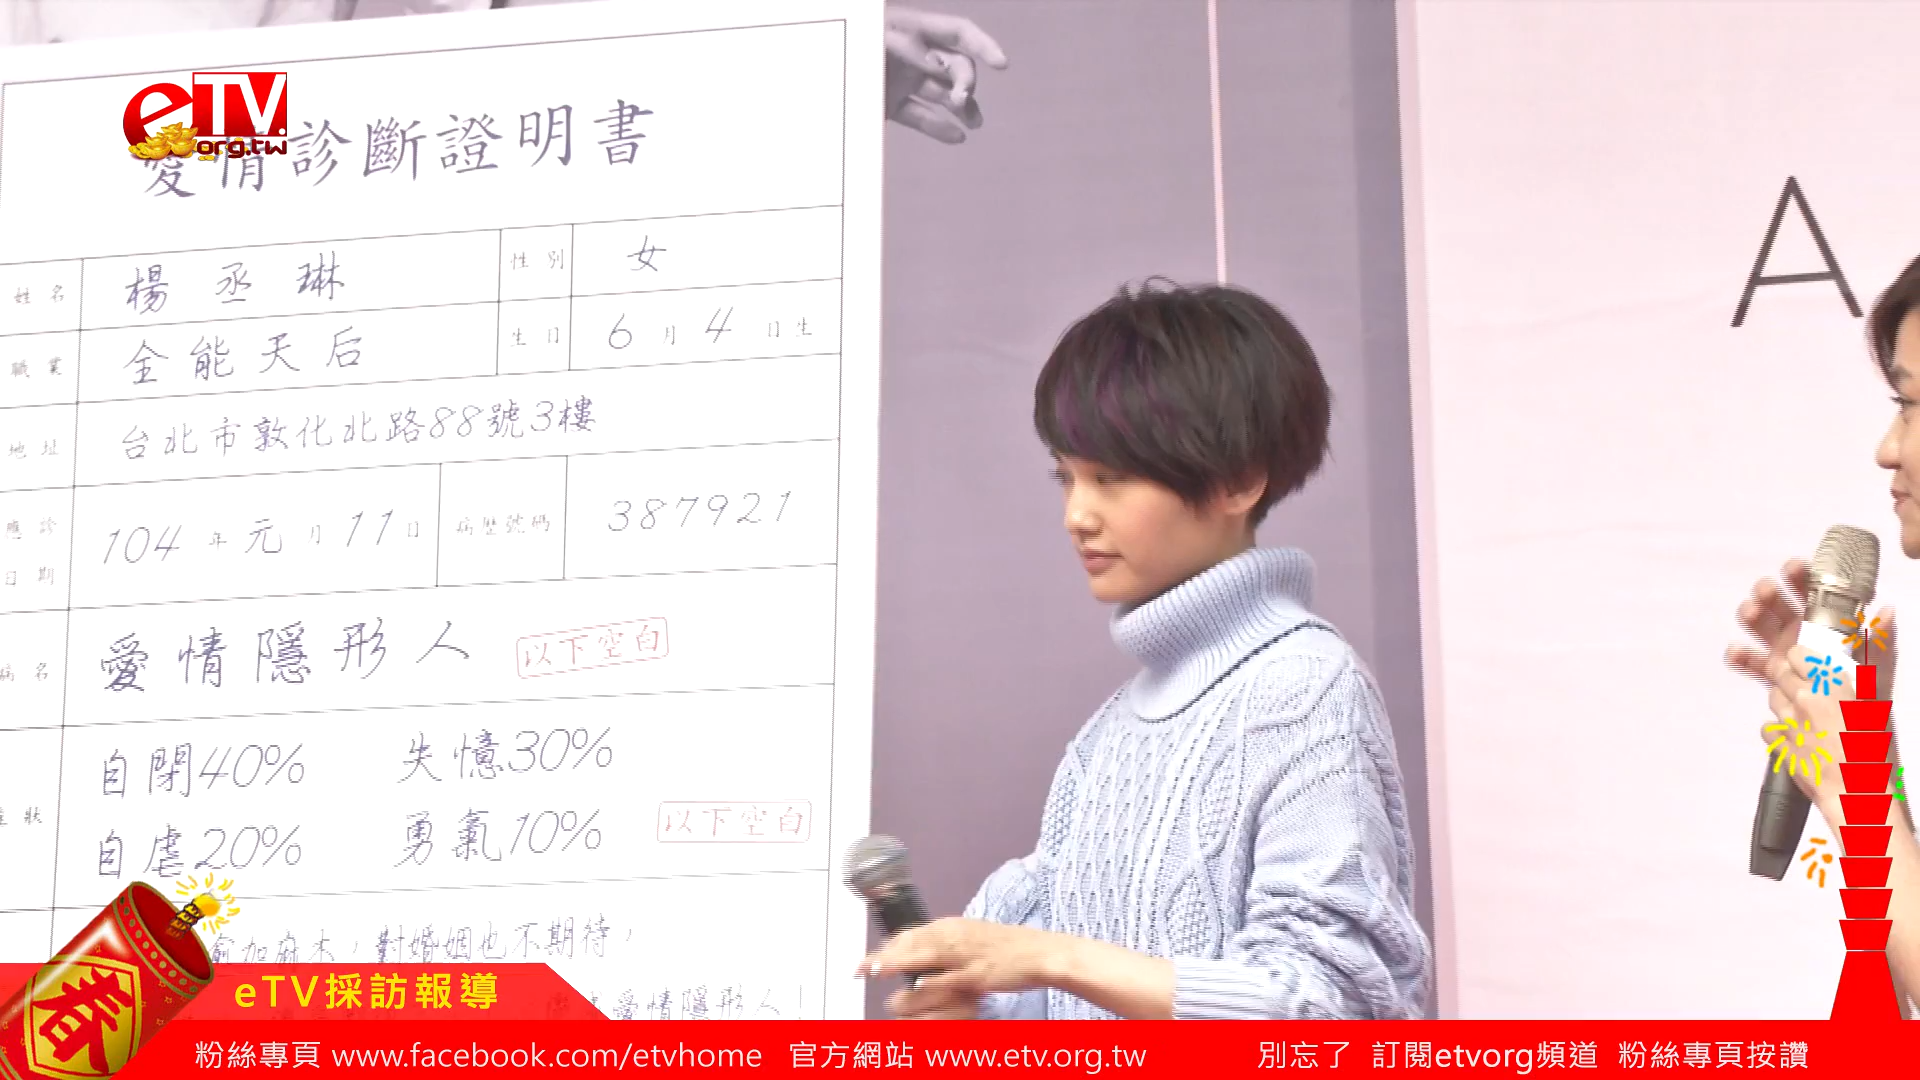 eTV.
org.tw
愛情診斷證明書
姓名 楊丞琳 性別 女
職業 全能天后 生日 6月4日生
地址 台北市敦化北路88號3樓
應診日期 104年元月11日 病歷號碼 387921
病名 愛情隱形人 以下空白
症狀 自閉40% 失憶30%
自虐20% 勇氣10% 以下空白
愈加麻木，對婚姻也不期待，
愛情隱形人！
A
春
eTV採訪報導
粉絲專頁 www.facebook.com/etvhome 官方網站 www.etv.org.tw 別忘了 訂閱etvorg頻道 粉絲專頁按讚